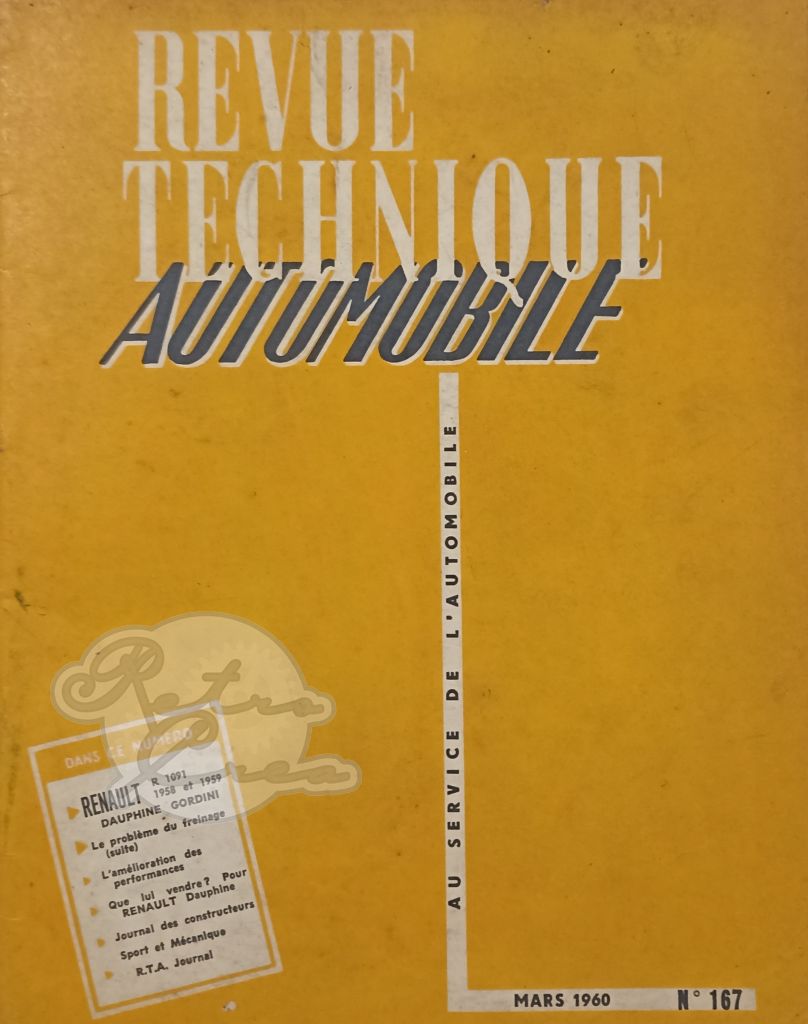 REVUE
TECHNIQUE
AUTOMOBILE
AU SERVICE DE L'AUTOMOBILE
Retro
Crea
DANS CE NUMERO
RENAULT R 1091
1958 et 1959
DAUPHINE GORDINI
Le problème du freinage
(suite)
L'amélioration des
performances
Que lui vendre ? Pour
RENAULT Dauphine
Journal des constructeurs
Sport et Mécanique
R.T.A. Journal
MARS 1960 N° 167